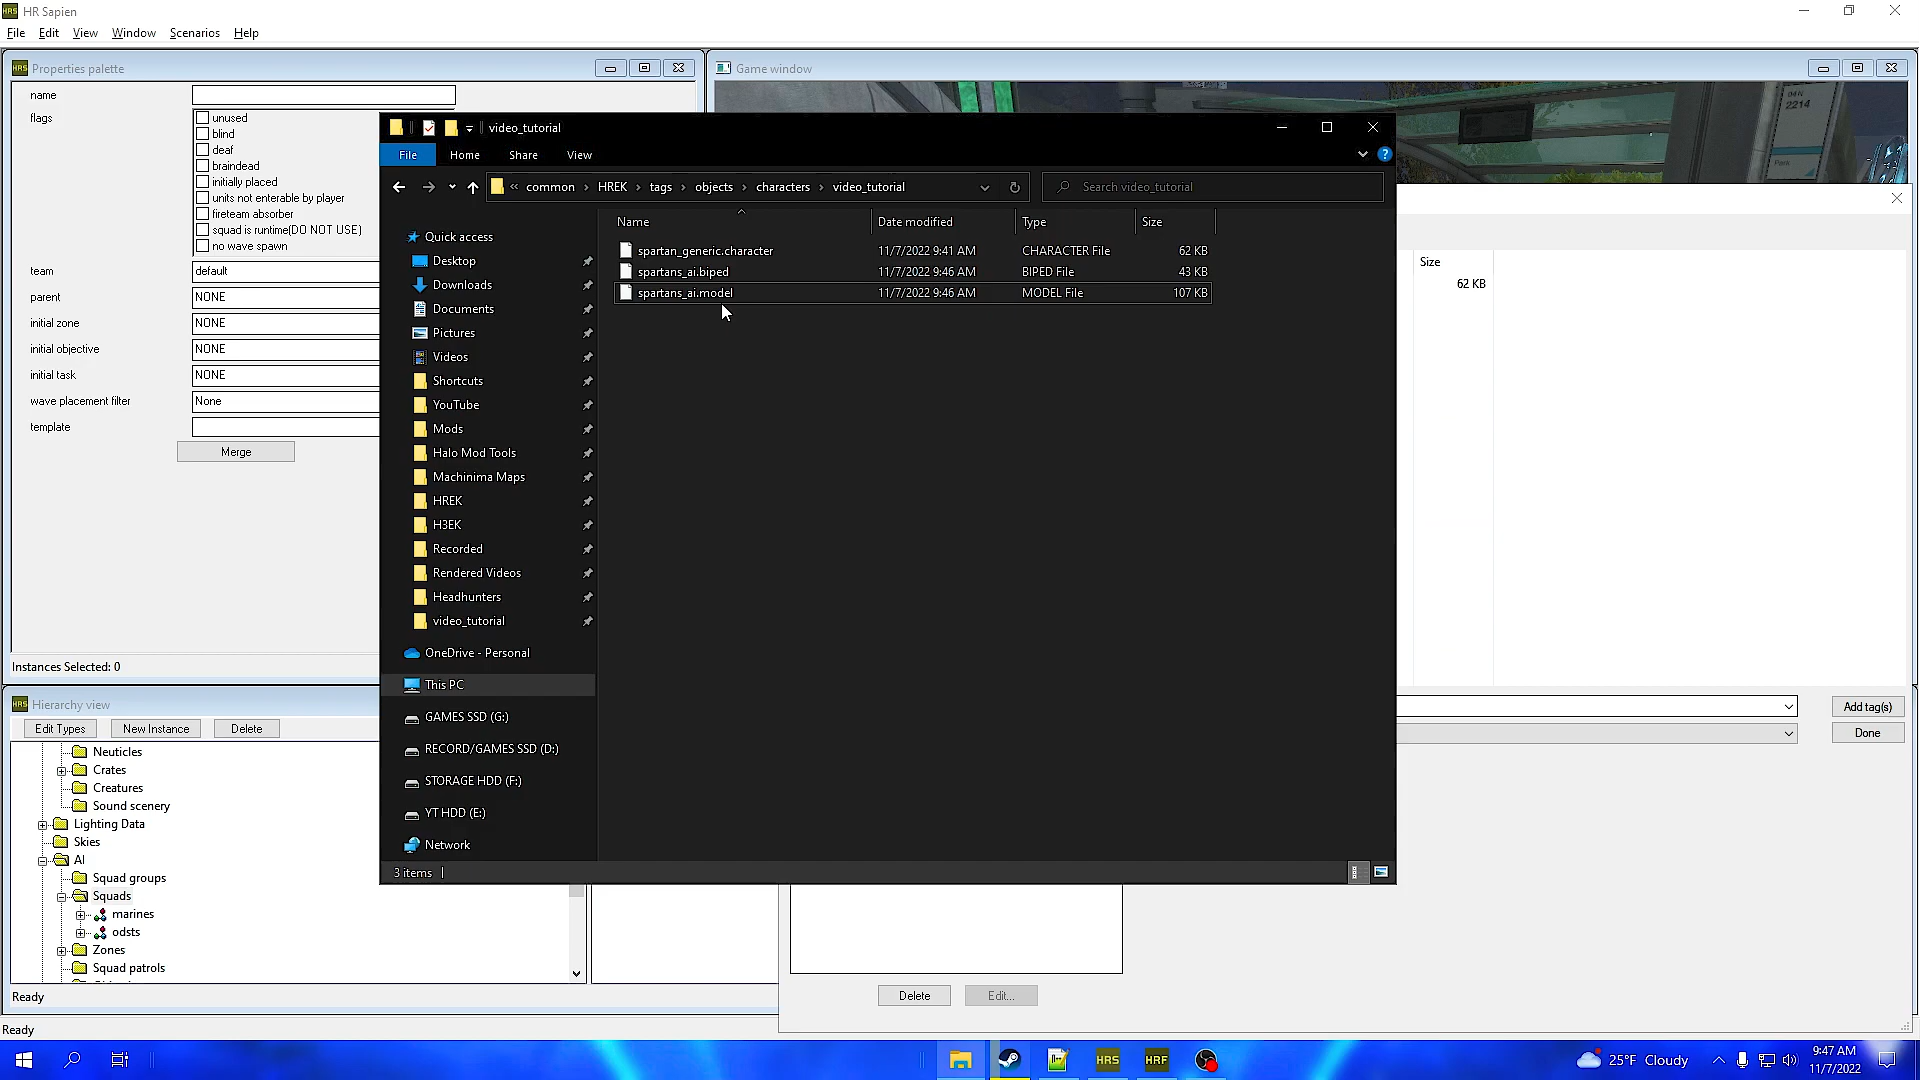 HRS HR Sapien
File Edit View Window Scenarios Help
HRS Properties palette
Game window
name
flags
unused
blind
deaf
braindead
initially placed
units not enterable by player
fireteam absorber
squad is runtime(DO NOT USE)
no wave spawn
team default
parent NONE
initial zone NONE
initial objective NONE
initial task NONE
wave placement filter None
template
Merge
Instances Selected: 0
04 N
2214
Park
video_tutorial
File Home Share View
« common › HREK › tags › objects › characters › video_tutorial
Search video_tutorial
Name Date modified Type Size
spartan_generic.character 11/7/2022 9:41 AM CHARACTER File 62 KB
spartans_ai.biped 11/7/2022 9:46 AM BIPED File 43 KB
spartans_ai.model 11/7/2022 9:46 AM MODEL File 107 KB
Quick access
Desktop
Downloads
Documents
Pictures
Videos
Shortcuts
YouTube
Mods
Halo Mod Tools
Machinima Maps
HREK
H3EK
Recorded
Rendered Videos
Headhunters
video_tutorial
OneDrive - Personal
This PC
GAMES SSD (G:)
RECORD/GAMES SSD (D:)
STORAGE HDD (F:)
YT HDD (E:)
Network
3 items
Size
62 KB
Add tag(s)
Done
HRS Hierarchy view
Edit Types New Instance Delete
Neuticles
Crates
Creatures
Sound scenery
Lighting Data
Skies
AI
Squad groups
Squads
marines
odsts
Zones
Squad patrols
Ready
Delete Edit...
Ready
HRS HRF
25°F Cloudy
9:47 AM
11/7/2022